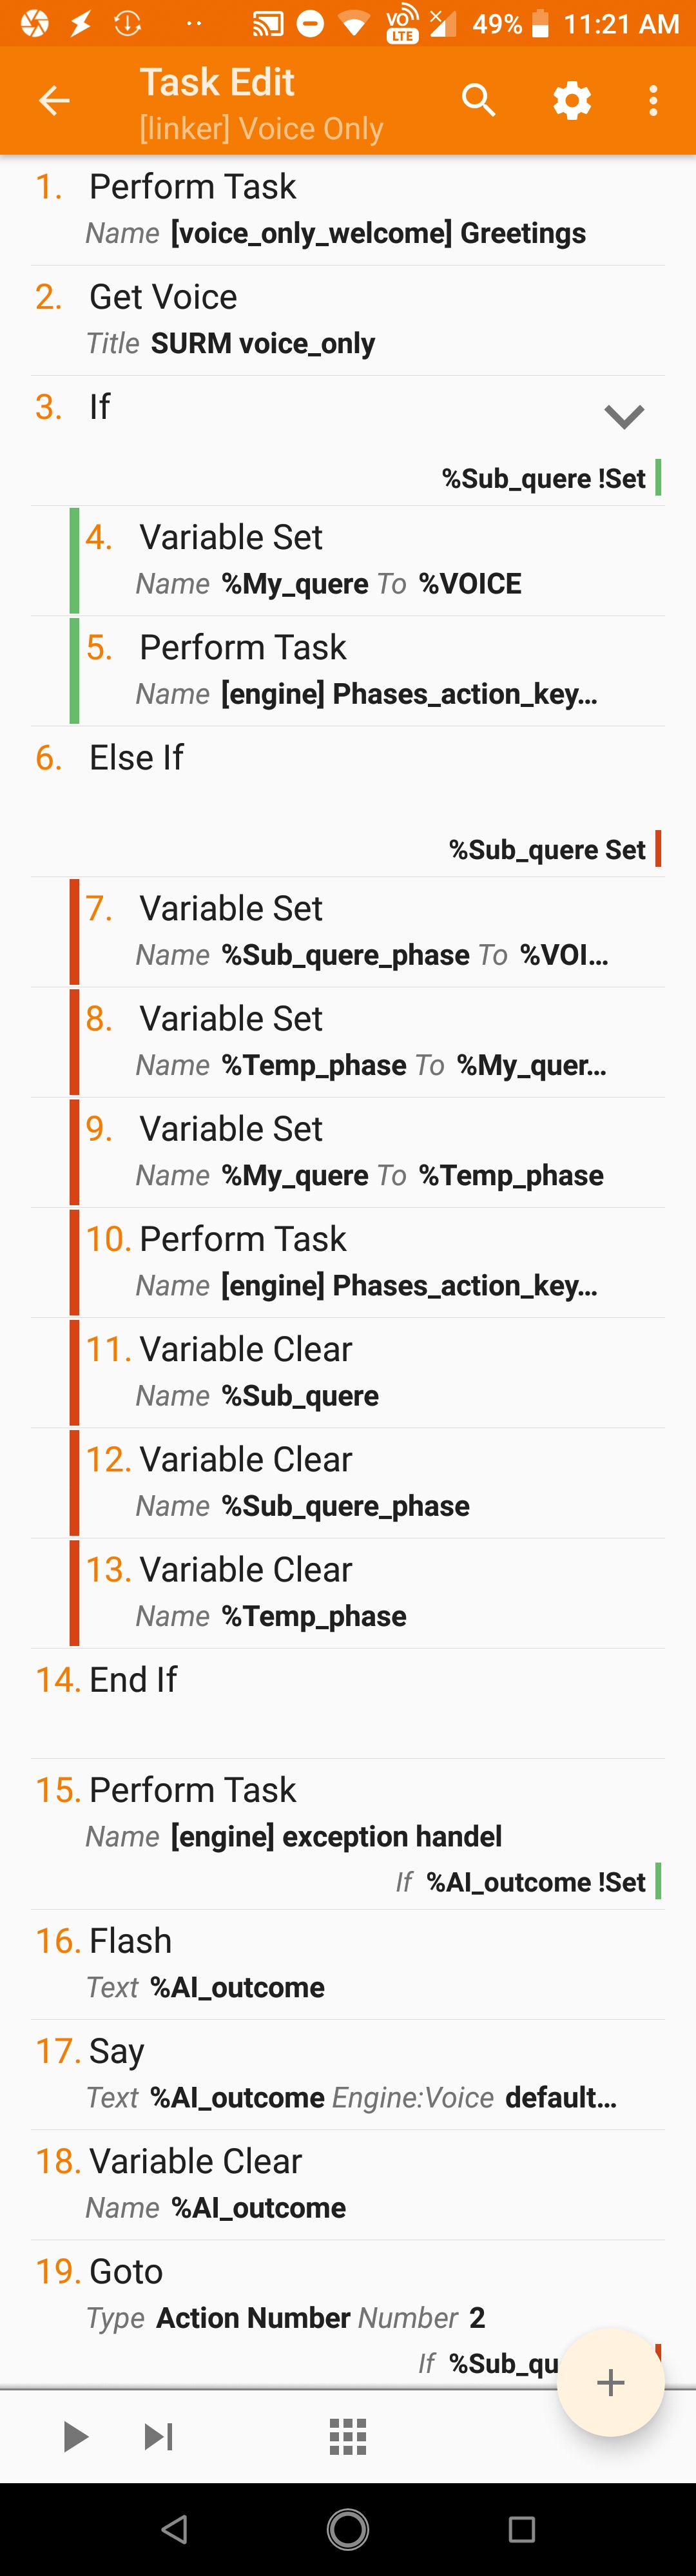 VO
LTE
49%
11:21 AM
Task Edit
[linker] Voice Only
1. Perform Task
Name [voice_only_welcome] Greetings
2. Get Voice
Title SURM voice_only
3. If
%Sub_quere !Set
4. Variable Set
Name %My_quere To %VOICE
5. Perform Task
Name [engine] Phases_action_key...
6. Else If
%Sub_quere Set
7. Variable Set
Name %Sub_quere_phase To %VOI...
8. Variable Set
Name %Temp_phase To %My_quer...
9. Variable Set
Name %My_quere To %Temp_phase
10. Perform Task
Name [engine] Phases_action_key...
11. Variable Clear
Name %Sub_quere
12. Variable Clear
Name %Sub_quere_phase
13. Variable Clear
Name %Temp_phase
14. End If
15. Perform Task
Name [engine] exception handel
If %AI_outcome !Set
16. Flash
Text %AI_outcome
17. Say
Text %AI_outcome Engine:Voice default...
18. Variable Clear
Name %AI_outcome
19. Goto
Type Action Number Number 2
If %Sub_qu